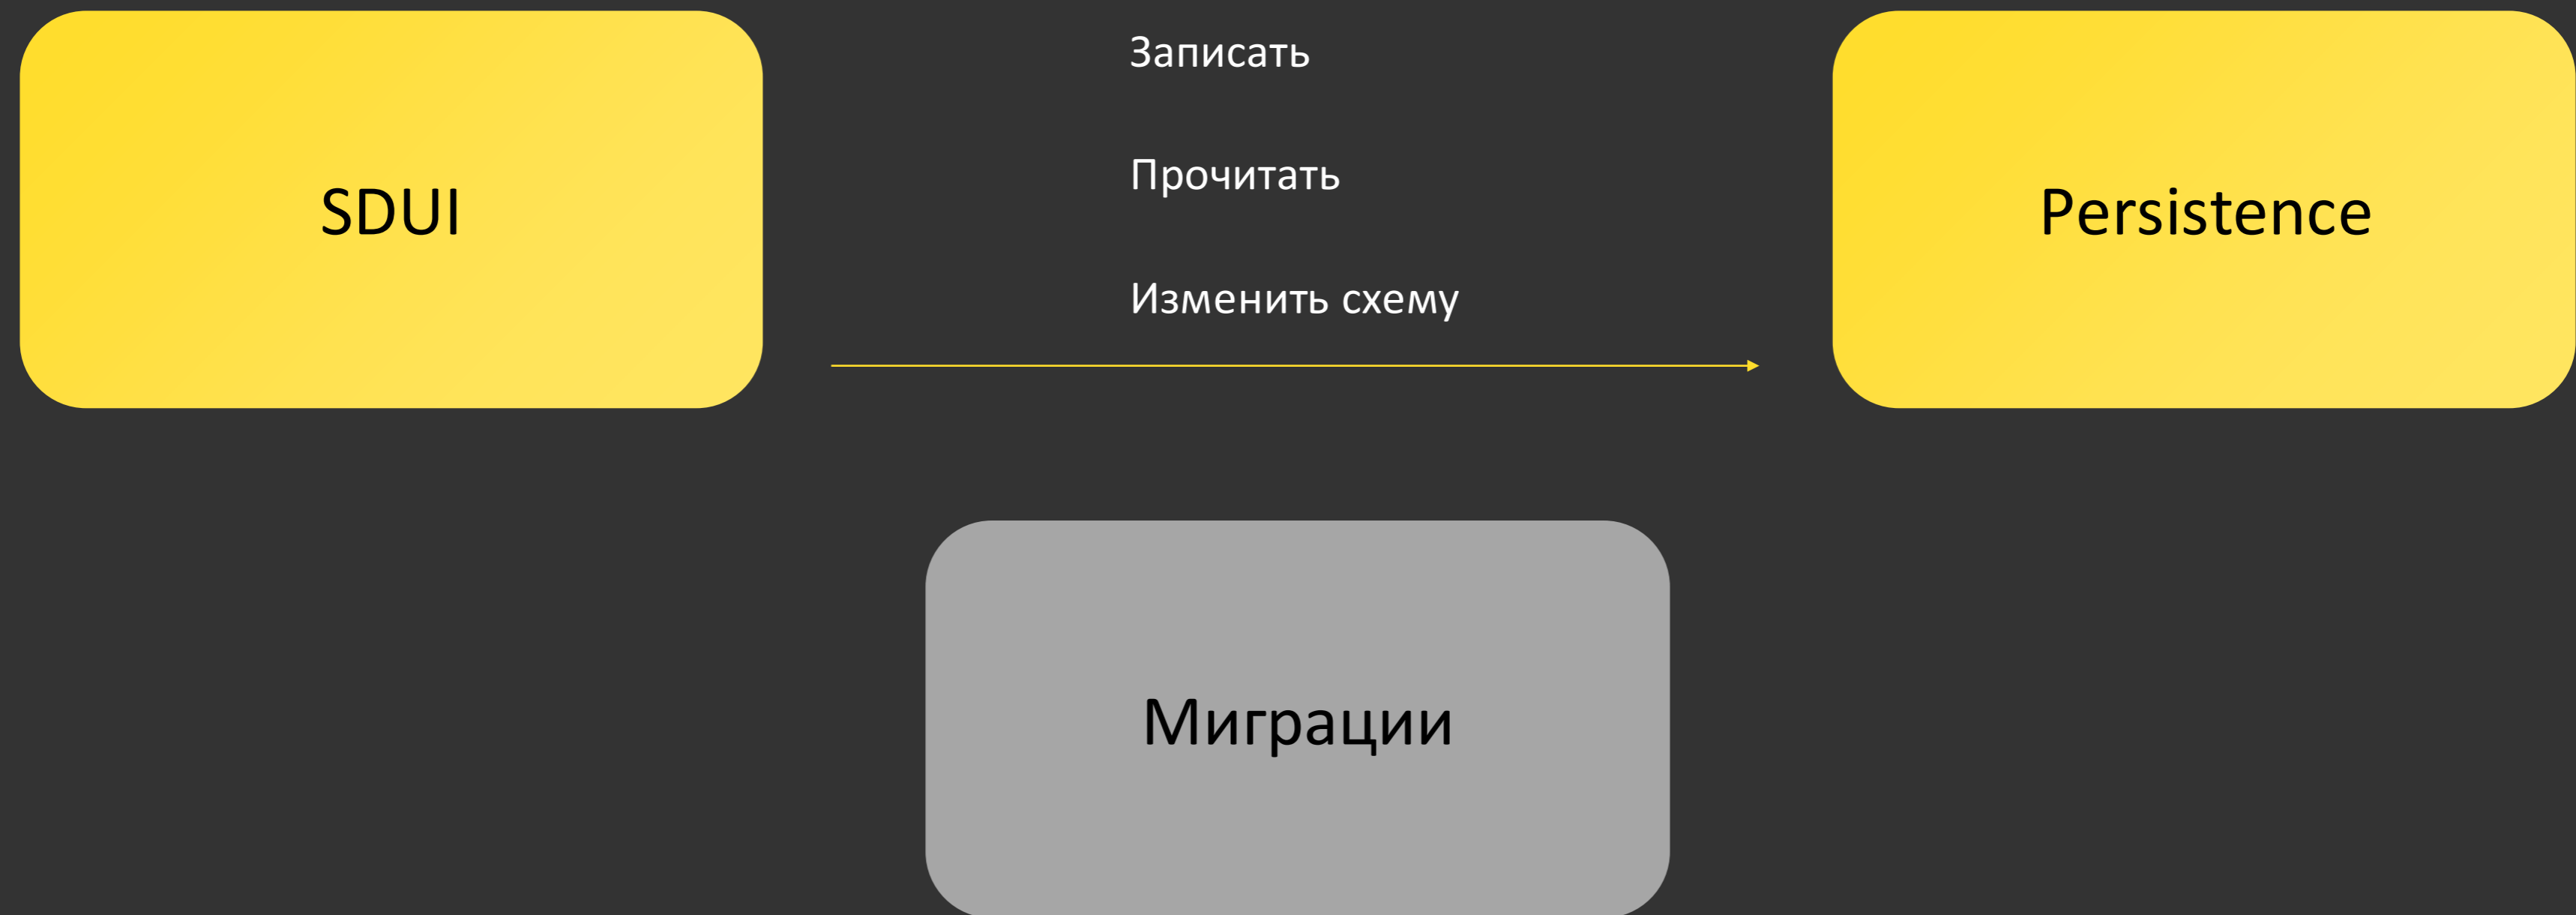 SDUI
Записать
Прочитать
Изменить схему
Persistence
Миграции